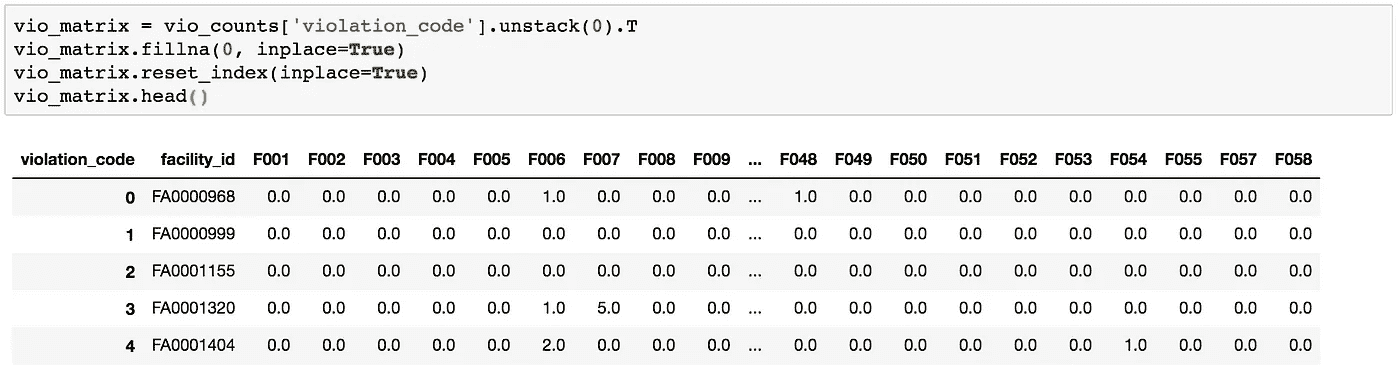 vio_matrix = vio_counts['violation_code'].unstack(0).T
vio_matrix.fillna(0, inplace=True)
vio_matrix.reset_index(inplace=True)
vio_matrix.head()
violation_code facility_id F001 F002 F003 F004 F005 F006 F007 F008 F009 ... F048 F049 F050 F051 F052 F053 F054 F055 F057 F058
0 FA0000968 0.0 0.0 0.0 0.0 0.0 1.0 0.0 0.0 0.0 ... 1.0 0.0 0.0 0.0 0.0 0.0 0.0 0.0 0.0 0.0
1 FA0000999 0.0 0.0 0.0 0.0 0.0 0.0 0.0 0.0 0.0 ... 0.0 0.0 0.0 0.0 0.0 0.0 0.0 0.0 0.0 0.0
2 FA0001155 0.0 0.0 0.0 0.0 0.0 0.0 0.0 0.0 0.0 ... 0.0 0.0 0.0 0.0 0.0 0.0 0.0 0.0 0.0 0.0
3 FA0001320 0.0 0.0 0.0 0.0 0.0 1.0 5.0 0.0 0.0 ... 0.0 0.0 0.0 0.0 0.0 0.0 0.0 0.0 0.0 0.0
4 FA0001404 0.0 0.0 0.0 0.0 0.0 2.0 0.0 0.0 0.0 ... 0.0 0.0 0.0 0.0 0.0 0.0 1.0 0.0 0.0 0.0